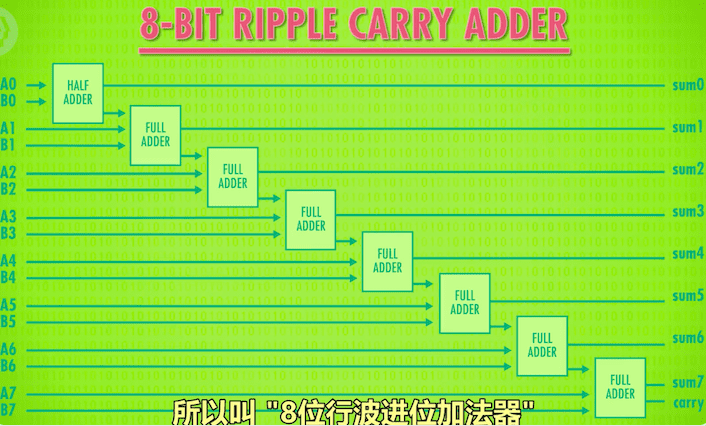 8-BIT RIPPLE CARRY ADDER
A0
B0
HALF
ADDER
sum0
A1
B1
FULL
ADDER
sum1
A2
B2
FULL
ADDER
sum2
A3
B3
FULL
ADDER
sum3
A4
B4
FULL
ADDER
sum4
A5
B5
FULL
ADDER
sum5
A6
B6
FULL
ADDER
sum6
A7
B7
FULL
ADDER
sum7
carry
所以叫 "8位行波进位加法器"